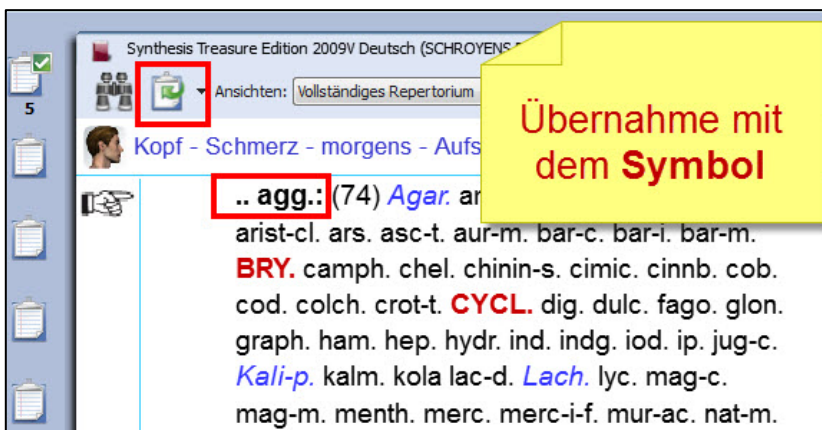 Synthesis Treasure Edition 2009V Deutsch (SCHROYENS
Ansichten: Vollständiges Repertorium
5
Übernahme mit
dem Symbol
Kopf - Schmerz - morgens - Aufs
.. agg.: (74) Agar.
arist-cl. ars. asc-t. aur-m. bar-c. bar-i. bar-m.
BRY. camph. chel. chinin-s. cimic. cinnb. cob.
cod. colch. crot-t. CYCL. dig. dulc. fago. glon.
graph. ham. hep. hydr. ind. indg. iod. ip. jug-c.
Kali-p. kalm. kola lac-d. Lach. lyc. mag-c.
mag-m. menth. merc. merc-i-f. mur-ac. nat-m.